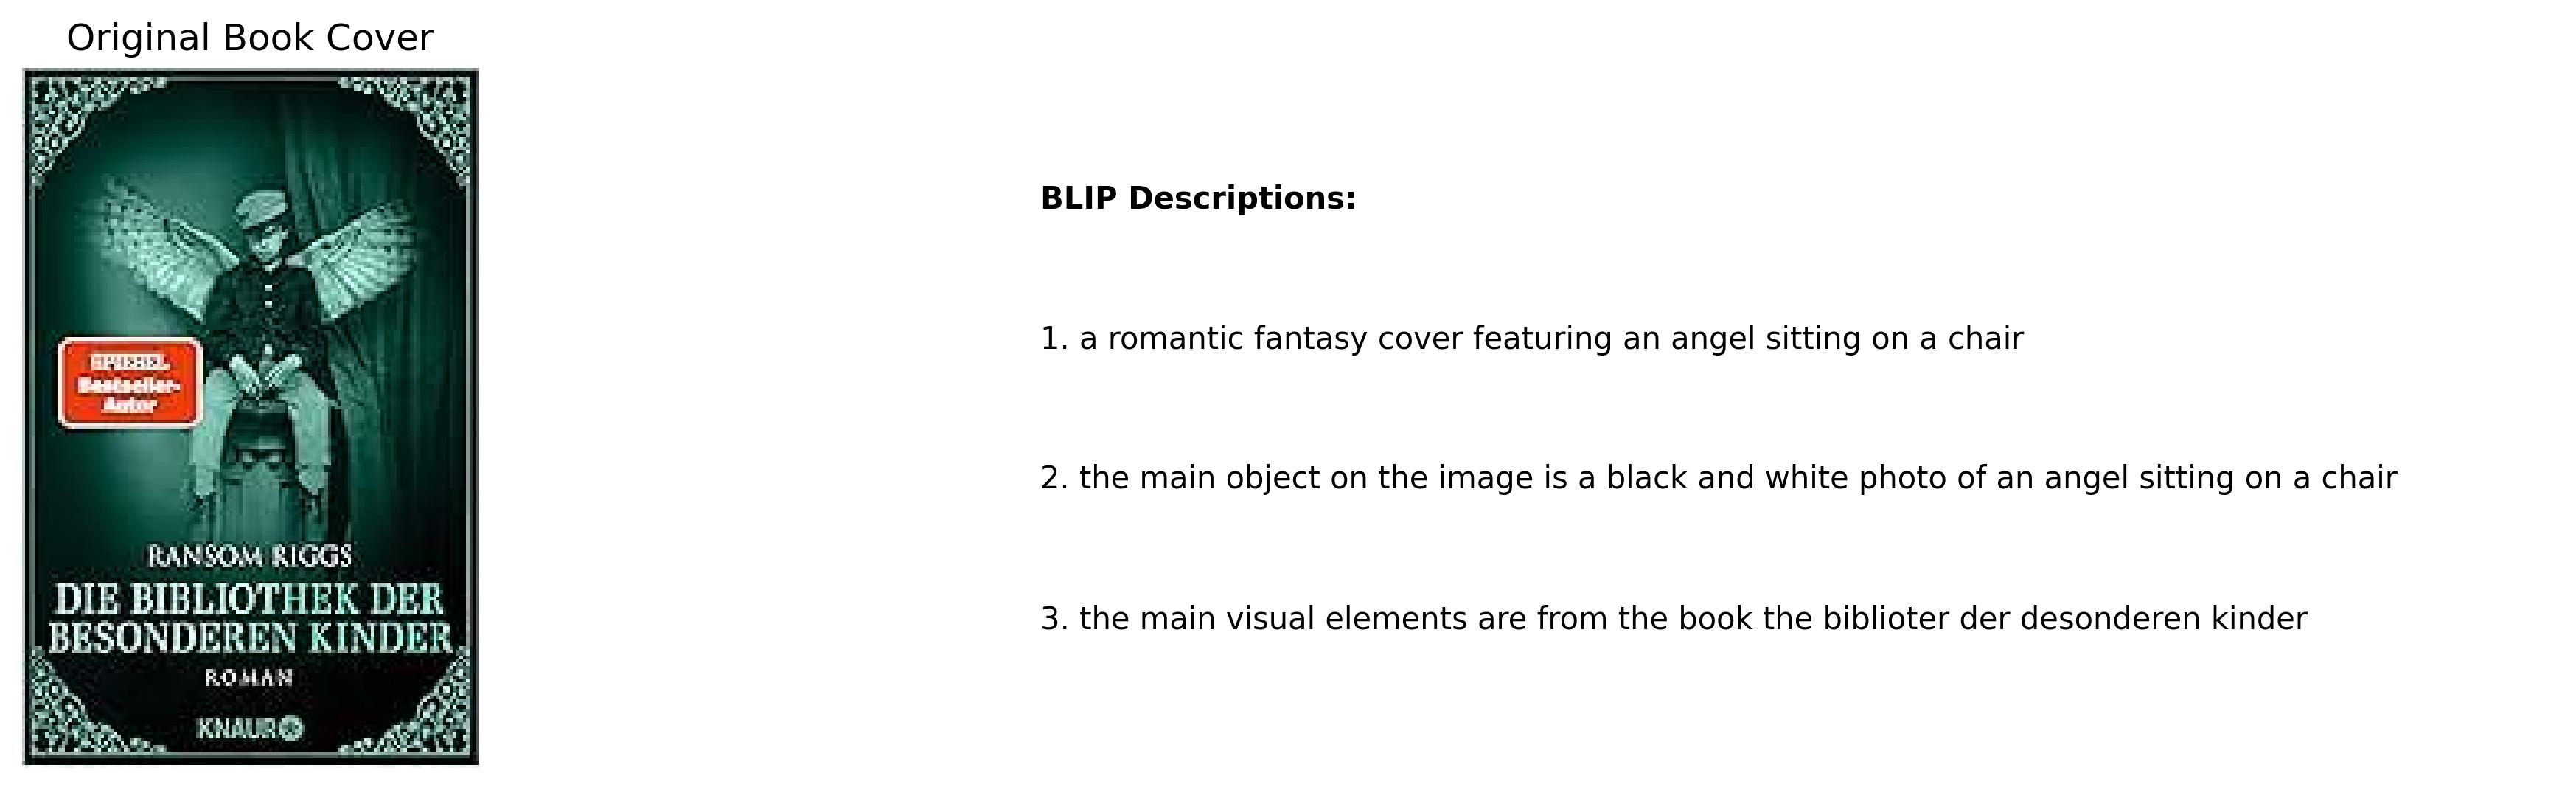 Original Book Cover
SPIEGEL
Bestseller-
Autor
RANSOM RIGGS
DIE BIBLIOTHEK DER
BESONDEREN KINDER
ROMAN
KNAUR
BLIP Descriptions:
1. a romantic fantasy cover featuring an angel sitting on a chair
2. the main object on the image is a black and white photo of an angel sitting on a chair
3. the main visual elements are from the book the biblioter der desonderen kinder